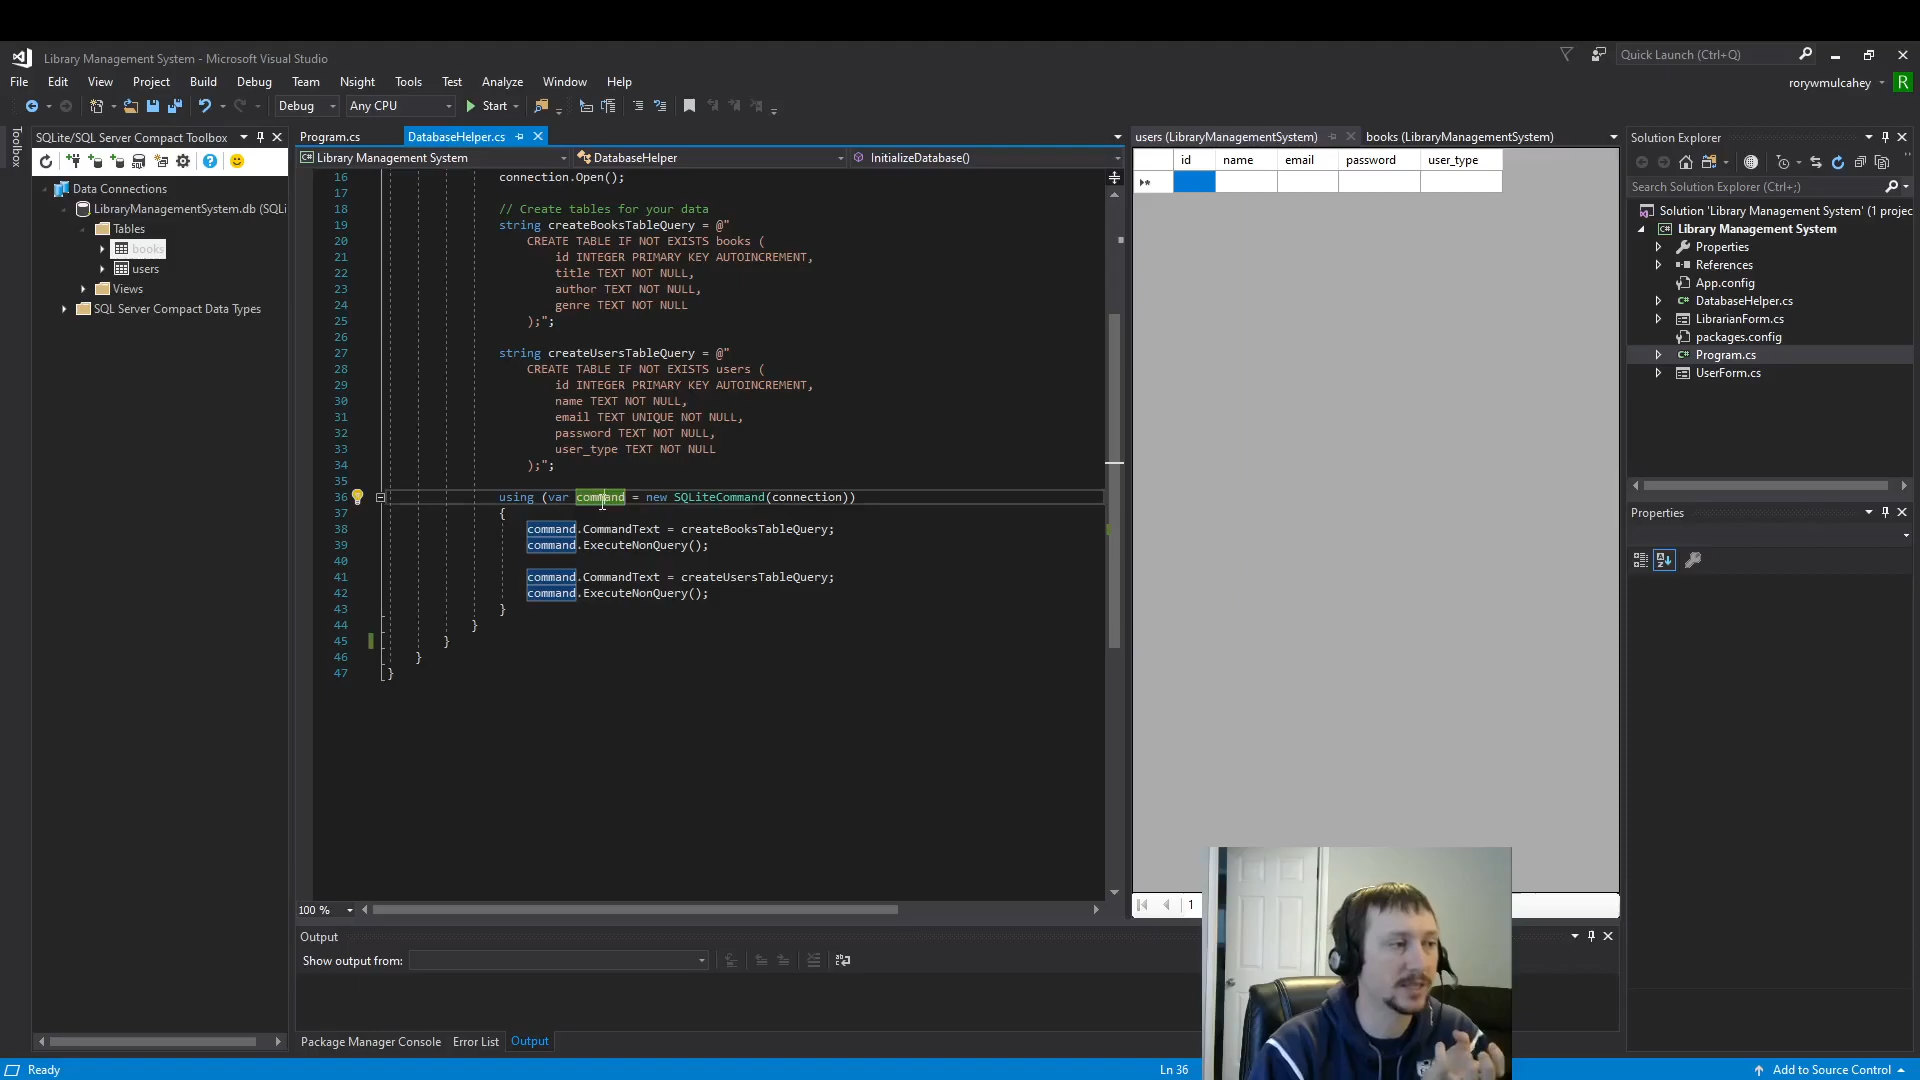 Library Management System - Microsoft Visual Studio
Quick Launch (Ctrl+Q)
File Edit View Project Build Debug Team Nsight Tools Test Analyze Window Help
rorywmulcahey R
Debug Any CPU Start
Toolbox
SQLite/SQL Server Compact Toolbox
Data Connections
LibraryManagementSystem.db (SQLi
Tables
books
users
Views
SQL Server Compact Data Types
Program.cs DatabaseHelper.cs
Library Management System DatabaseHelper InitializeDatabase()
16 connection.Open();
17
18 // Create tables for your data
19 string createBooksTableQuery = @"
20 CREATE TABLE IF NOT EXISTS books (
21 id INTEGER PRIMARY KEY AUTOINCREMENT,
22 title TEXT NOT NULL,
23 author TEXT NOT NULL,
24 genre TEXT NOT NULL
25 );";
26
27 string createUsersTableQuery = @"
28 CREATE TABLE IF NOT EXISTS users (
29 id INTEGER PRIMARY KEY AUTOINCREMENT,
30 name TEXT NOT NULL,
31 email TEXT UNIQUE NOT NULL,
32 password TEXT NOT NULL,
33 user_type TEXT NOT NULL
34 );";
35
36 using (var command = new SQLiteCommand(connection))
37 {
38 command.CommandText = createBooksTableQuery;
39 command.ExecuteNonQuery();
40
41 command.CommandText = createUsersTableQuery;
42 command.ExecuteNonQuery();
43 }
44 }
45 }
46 }
47 }
100 %
users (LibraryManagementSystem) books (LibraryManagementSystem)
id name email password user_type
1
Solution Explorer
Search Solution Explorer (Ctrl+;)
Solution 'Library Management System' (1 projec
Library Management System
Properties
References
App.config
DatabaseHelper.cs
LibrarianForm.cs
packages.config
Program.cs
UserForm.cs
Properties
Output
Show output from:
Package Manager Console Error List Output
Ready
Ln 36
Add to Source Control